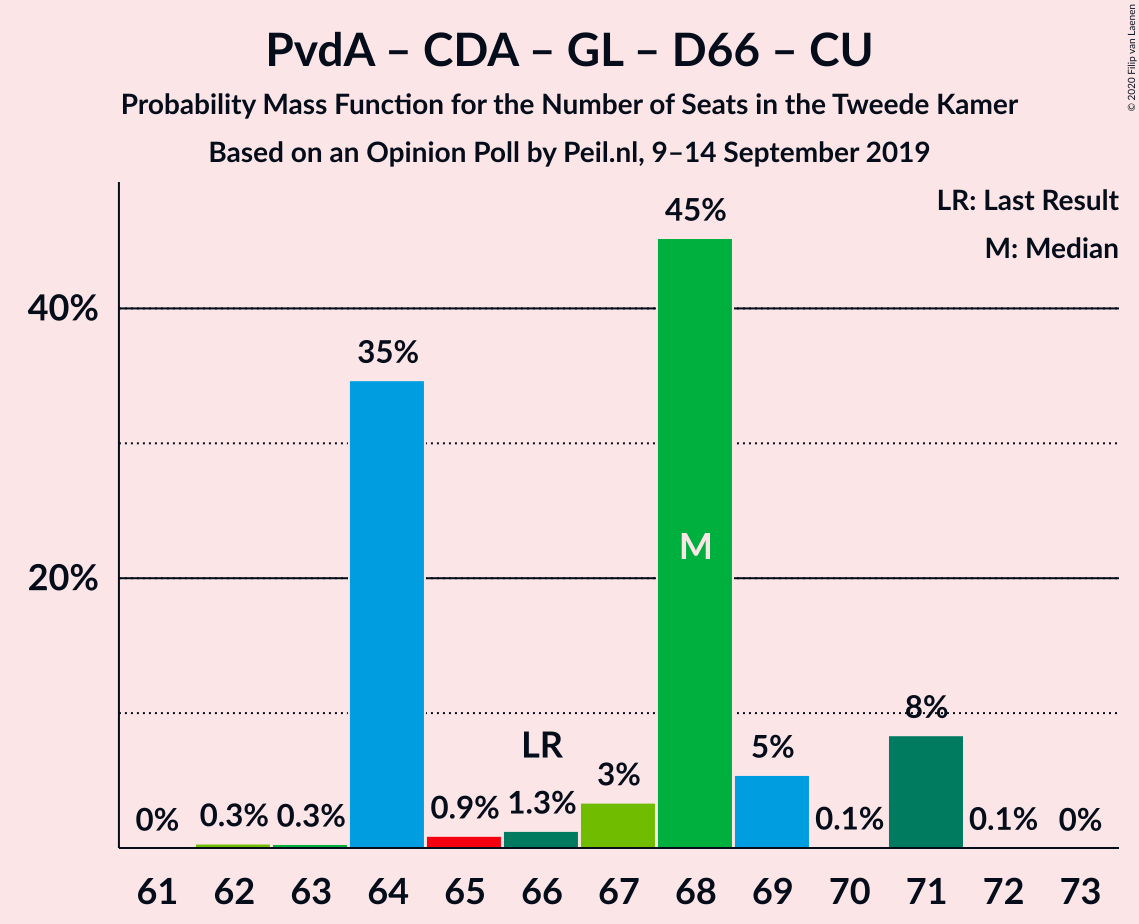 PvdA – CDA – GL – D66 – CU
Probability Mass Function for the Number of Seats in the Tweede Kamer
Based on an Opinion Poll by Peil.nl, 9–14 September 2019
© 2020 Filip van Laenen
LR: Last Result
M: Median
40%
20%
0%
0.3%
0.3%
35%
0.9%
LR
1.3%
3%
45%
M
5%
0.1%
8%
0.1%
0%
61 62 63 64 65 66 67 68 69 70 71 72 73